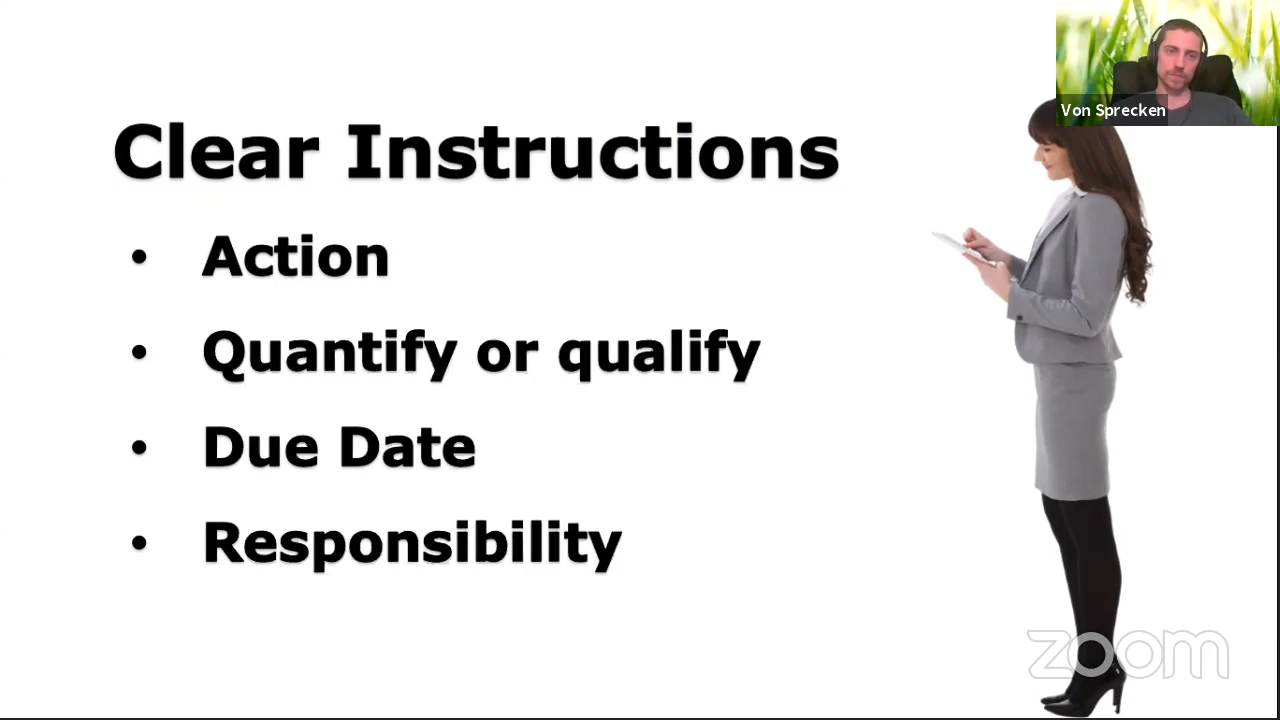 Von Sprecken
Clear Instructions
• Action
• Quantify or qualify
• Due Date
• Responsibility
zoom